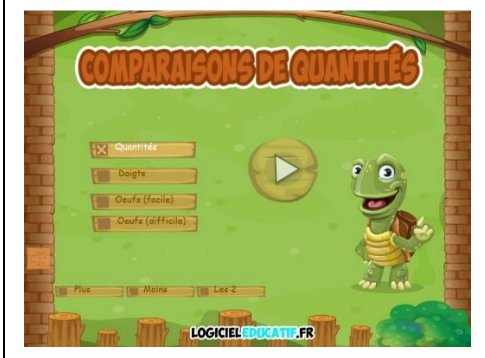 COMPARAISONS DE QUANTITÉS
Quantités
Doigts
Oeufs (facile)
Oeufs (difficile)
Plus Moins Les 2
LOGICIELEDUCATIF.FR